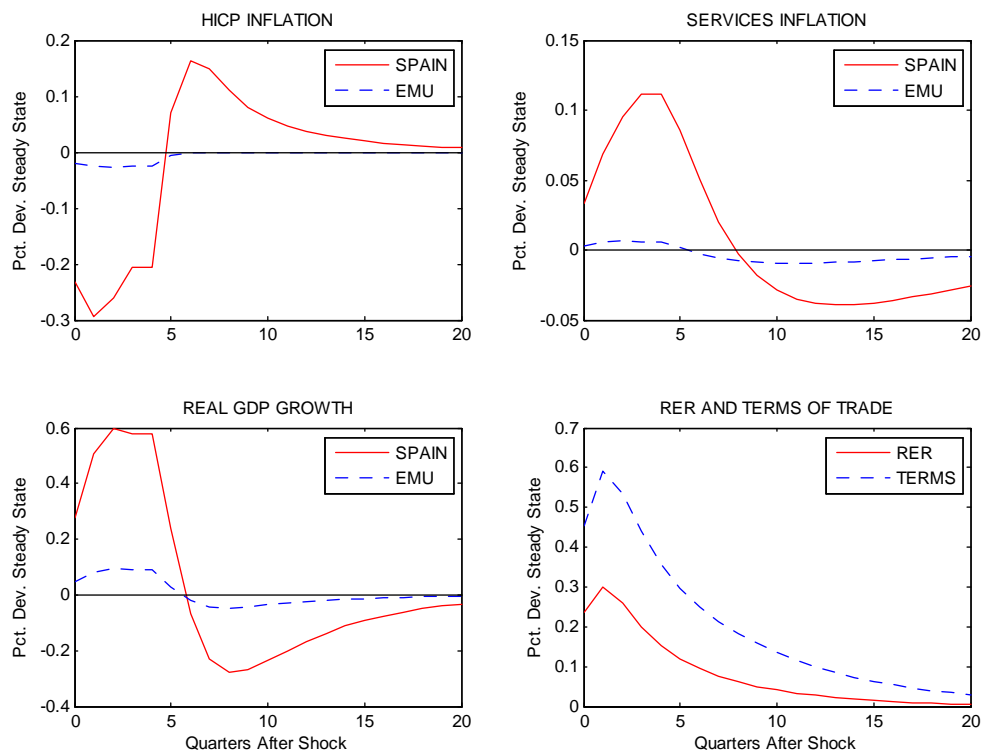 HICP INFLATION
0.2
0.1
0
-0.1
-0.2
-0.3
0
5
10
15
20
Pct. Dev. Steady State
SPAIN
EMU
SERVICES INFLATION
0.15
0.1
0.05
0
-0.05
0
5
10
15
20
Pct. Dev. Steady State
SPAIN
EMU
REAL GDP GROWTH
0.6
0.4
0.2
0
-0.2
-0.4
0
5
10
15
20
Pct. Dev. Steady State
Quarters After Shock
SPAIN
EMU
RER AND TERMS OF TRADE
0.7
0.6
0.5
0.4
0.3
0.2
0.1
0
0
5
10
15
20
Pct. Dev. Steady State
Quarters After Shock
RER
TERMS